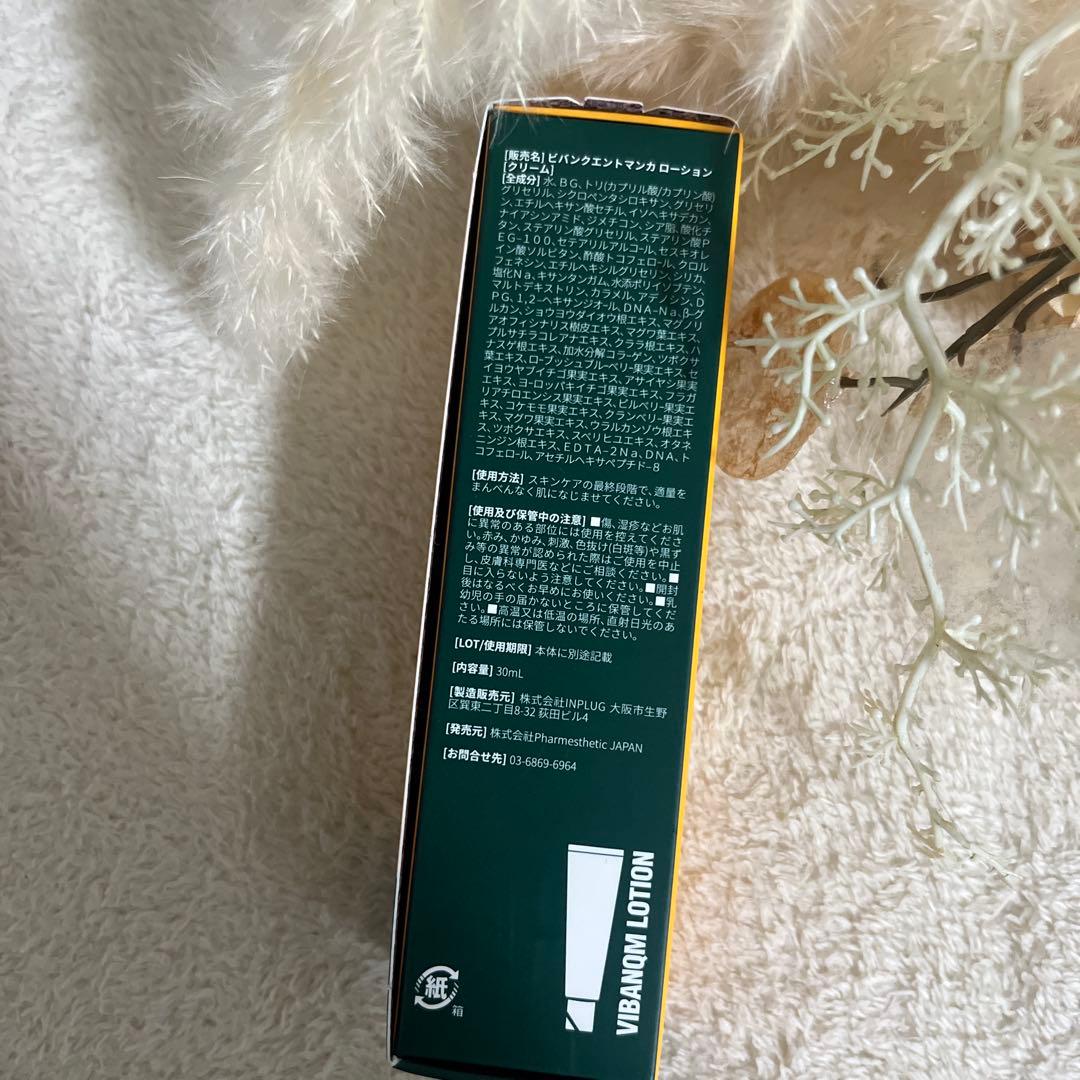 [販売名] ビバンクエントマンカ ローション
[クリーム]
[全成分] 水、BG、トリ(カプリル酸/カプリン酸)
グリセリル、シクロペンタシロキサン、グリセリ
ン、エチルヘキサン酸セチル、イソヘキサデカン、
ナイアシンアミド、ジメチコン、シア脂、酸化チ
タン、ステアリン酸グリセリル、ステアリン酸P
EG-100、セテアリルアルコール、セスキオレ
イン酸ソルビタン、酢酸トコフェロール、クロル
フェネシン、エチルヘキシルグリセリン、シリカ、
塩化Na、キサンタンガム、水添ポリイソブテン、
マルトデキストリン、カラメル、アデノシン、D
PG、1,2-ヘキサンジオール、DNA-Na、β-グ
ルカン、ショウヨウダイオウ根エキス、マグノリ
アオフィシナリス樹皮エキス、マグワ葉エキス、
プルサチラコレアナエキス、クララ根エキス、ハ
ナスゲ根エキス、加水分解コラーゲン、ツボクサ
葉エキス、ローブッシュブルーベリー果実エキス、セ
イヨウヤブイチゴ果実エキス、アサイヤシ果実
エキス、ヨーロッパキイチゴ果実エキス、フラガ
リアチロエンシス果実エキス、ビルベリー果実エ
キス、コケモモ果実エキス、クランベリー果実エ
キス、マグワ果実エキス、ウラルカンゾウ根エキ
ス、ツボクサエキス、スベリヒユエキス、オタネ
ニンジン根エキス、EDTA-2Na、DNA、ト
コフェロール、アセチルヘキサペプチド-8
[使用方法] スキンケアの最終段階で、適量を
まんべんなく肌になじませてください。
[使用及び保管中の注意] ■傷、湿疹などお肌
に異常のある部位には使用を控えてくださ
い。赤み、かゆみ、刺激、色抜け(白斑等)や黒ず
み等の異常が認められた際はご使用を中止
し、皮膚科専門医などにご相談ください。■
目に入らないよう注意してください。■開封
後はなるべくお早めにお使いください。■乳
幼児の手の届かないところに保管してくだ
さい。■高温又は低温の場所、直射日光のあ
たる場所には保管しないでください。
[LOT/使用期限] 本体に別途記載
[内容量] 30mL
[製造販売元] 株式会社INPLUG 大阪市生野
区巽東二丁目8-32 荻田ビル4
[発売元] 株式会社Pharmesthetic JAPAN
[お問合せ先] 03-6869-6964
VIBANQM LOTION
紙
箱